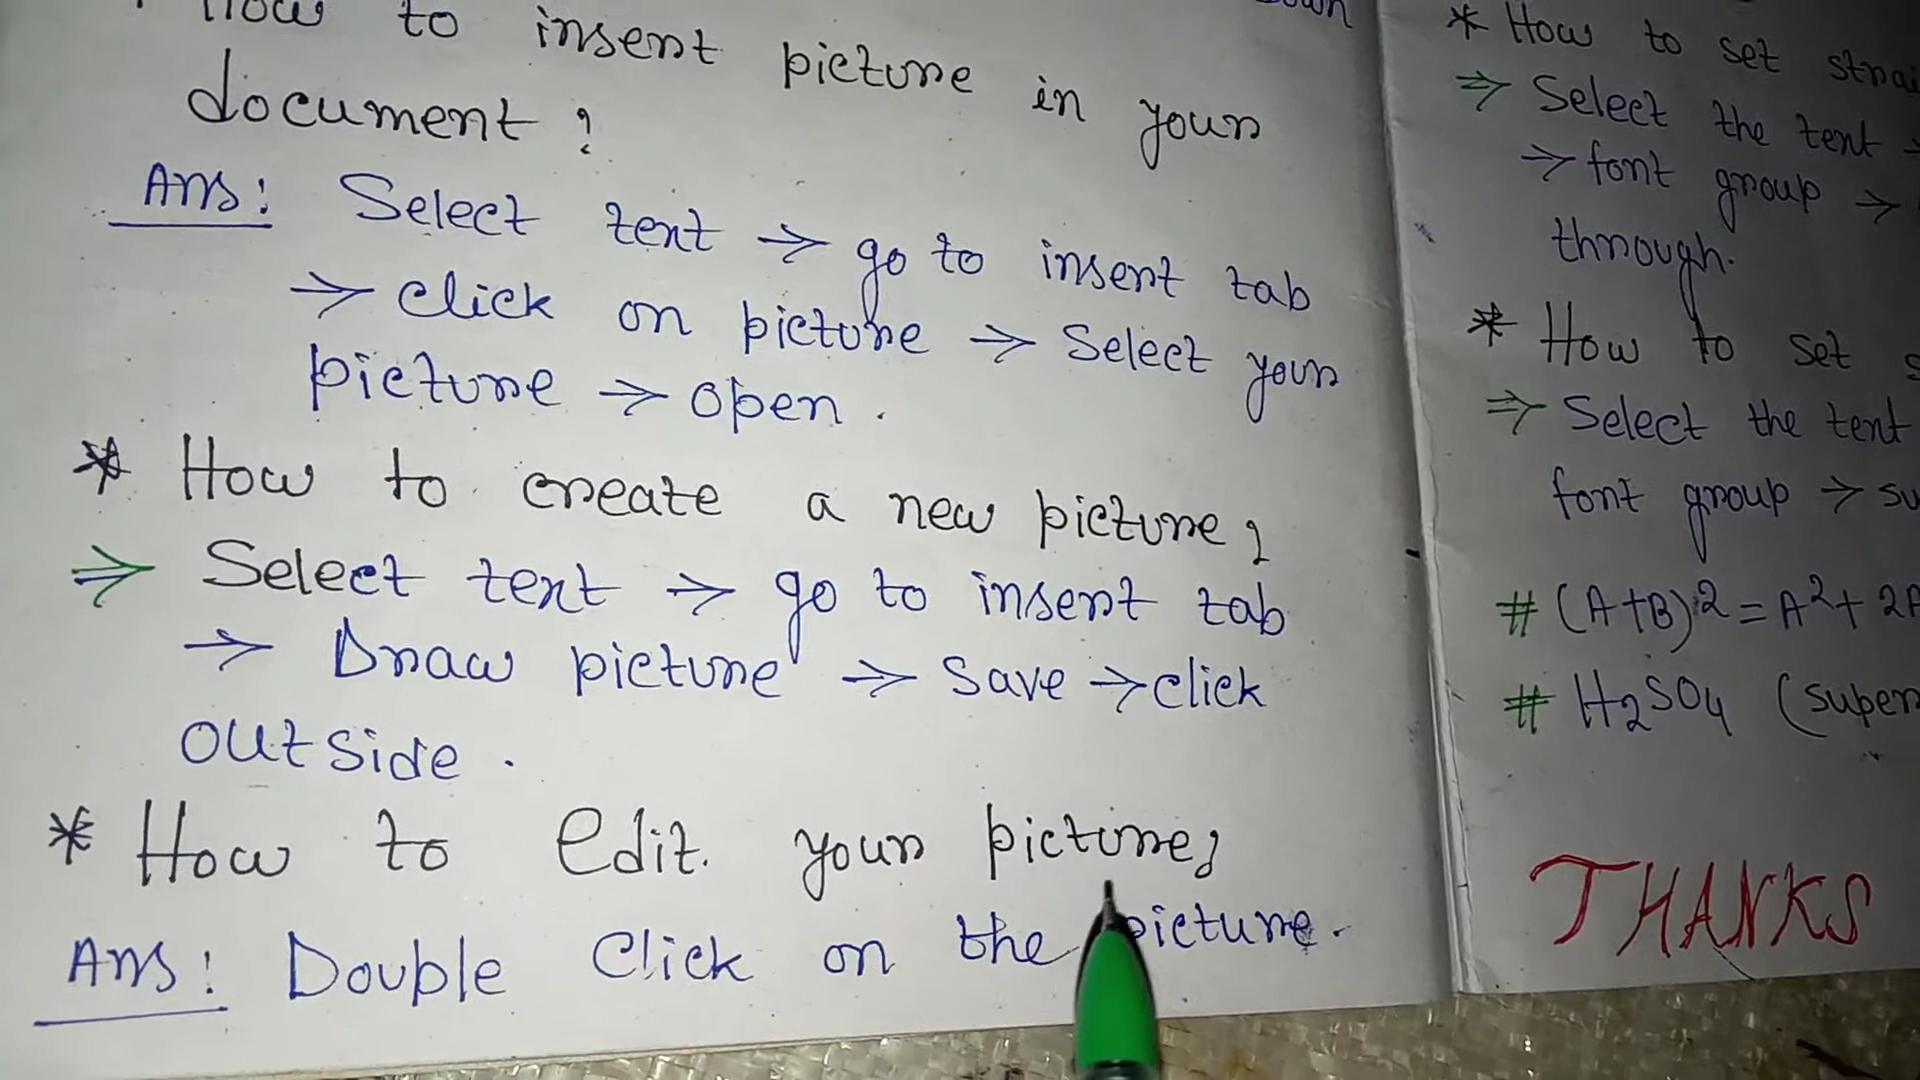 How to insert picture in your
document?
Ans: Select text → go to insert tab
→ click on picture → Select your
picture → open.
* How to create a new picture?
⇒ Select text → go to insert tab
→ Draw picture → Save → click
outside.
* How to edit your picture?
Ans: Double Click on the picture.
* How to set
⇒ Select the text →
→ font group →
through.
* How to set
⇒ Select the text
font group →
# (A+B)2 = A2 + 2A
# H2SO4 (super
THANKS